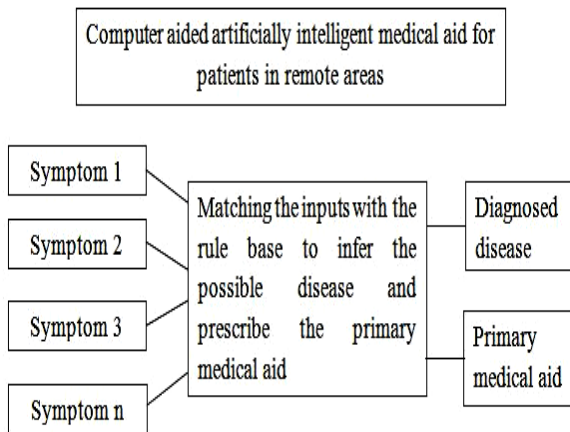 Computer aided artificially intelligent medical aid for
patients in remote areas
Symptom 1
Symptom 2
Symptom 3
Symptom n
Matching the inputs with the
rule base to infer the
possible disease and
prescribe the primary
medical aid
Diagnosed
disease
Primary
medical aid